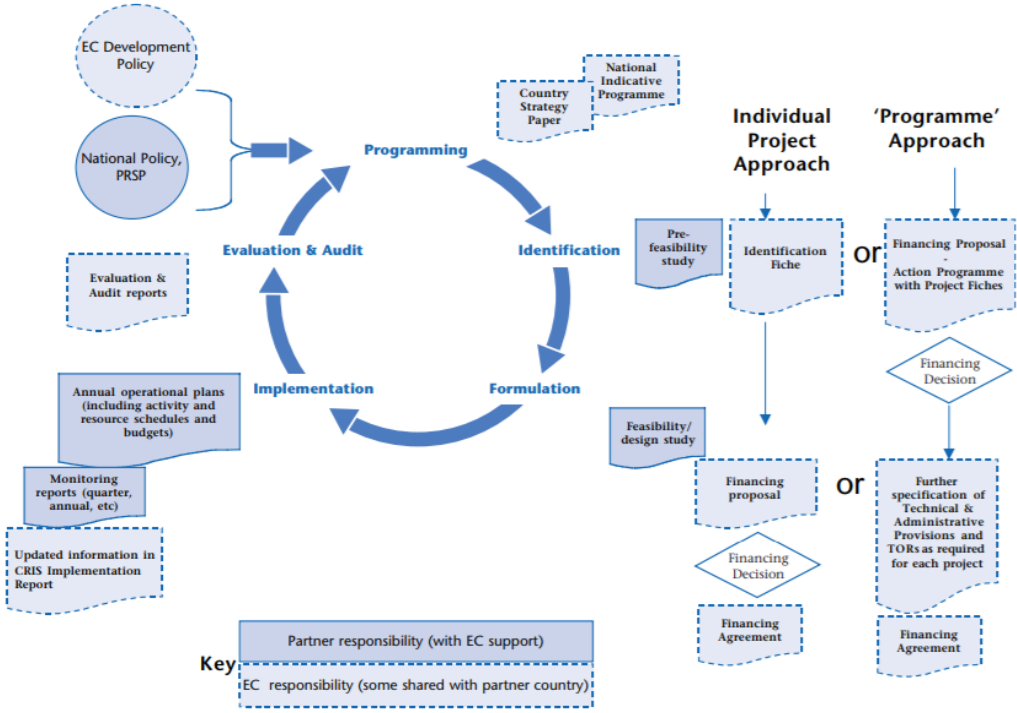 EC Development
Policy
National Policy,
PRSP
National
Indicative
Programme
Country
Strategy
Paper
Programming
Identification
Formulation
Implementation
Evaluation & Audit
Evaluation &
Audit reports
Annual operational plans
(including activity and
resource schedules and
budgets)
Monitoring
reports (quarter,
annual, etc)
Updated information in
CRIS Implementation
Report
Individual
Project
Approach
'Programme'
Approach
Pre-
feasibility
study
Identification
Fiche
or
Financing Proposal
-
Action Programme
with Project Fiches
Financing
Decision
Feasibility/
design study
Financing
proposal
or
Further
specification of
Technical &
Administrative
Provisions and
TORs as required
for each project
Financing
Decision
Financing
Agreement
Financing
Agreement
Key
Partner responsibility (with EC support)
EC responsibility (some shared with partner country)